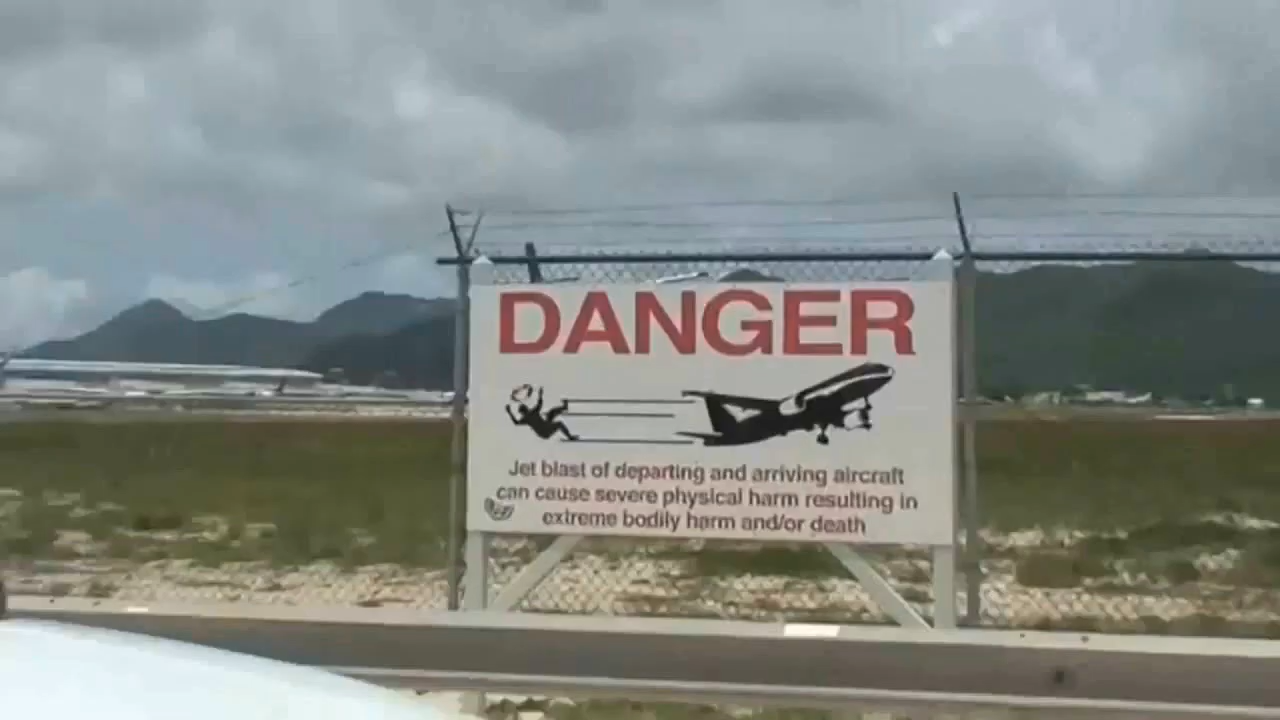 DANGER
Jet blast of departing and arriving aircraft
can cause severe physical harm resulting in
extreme bodily harm and/or death